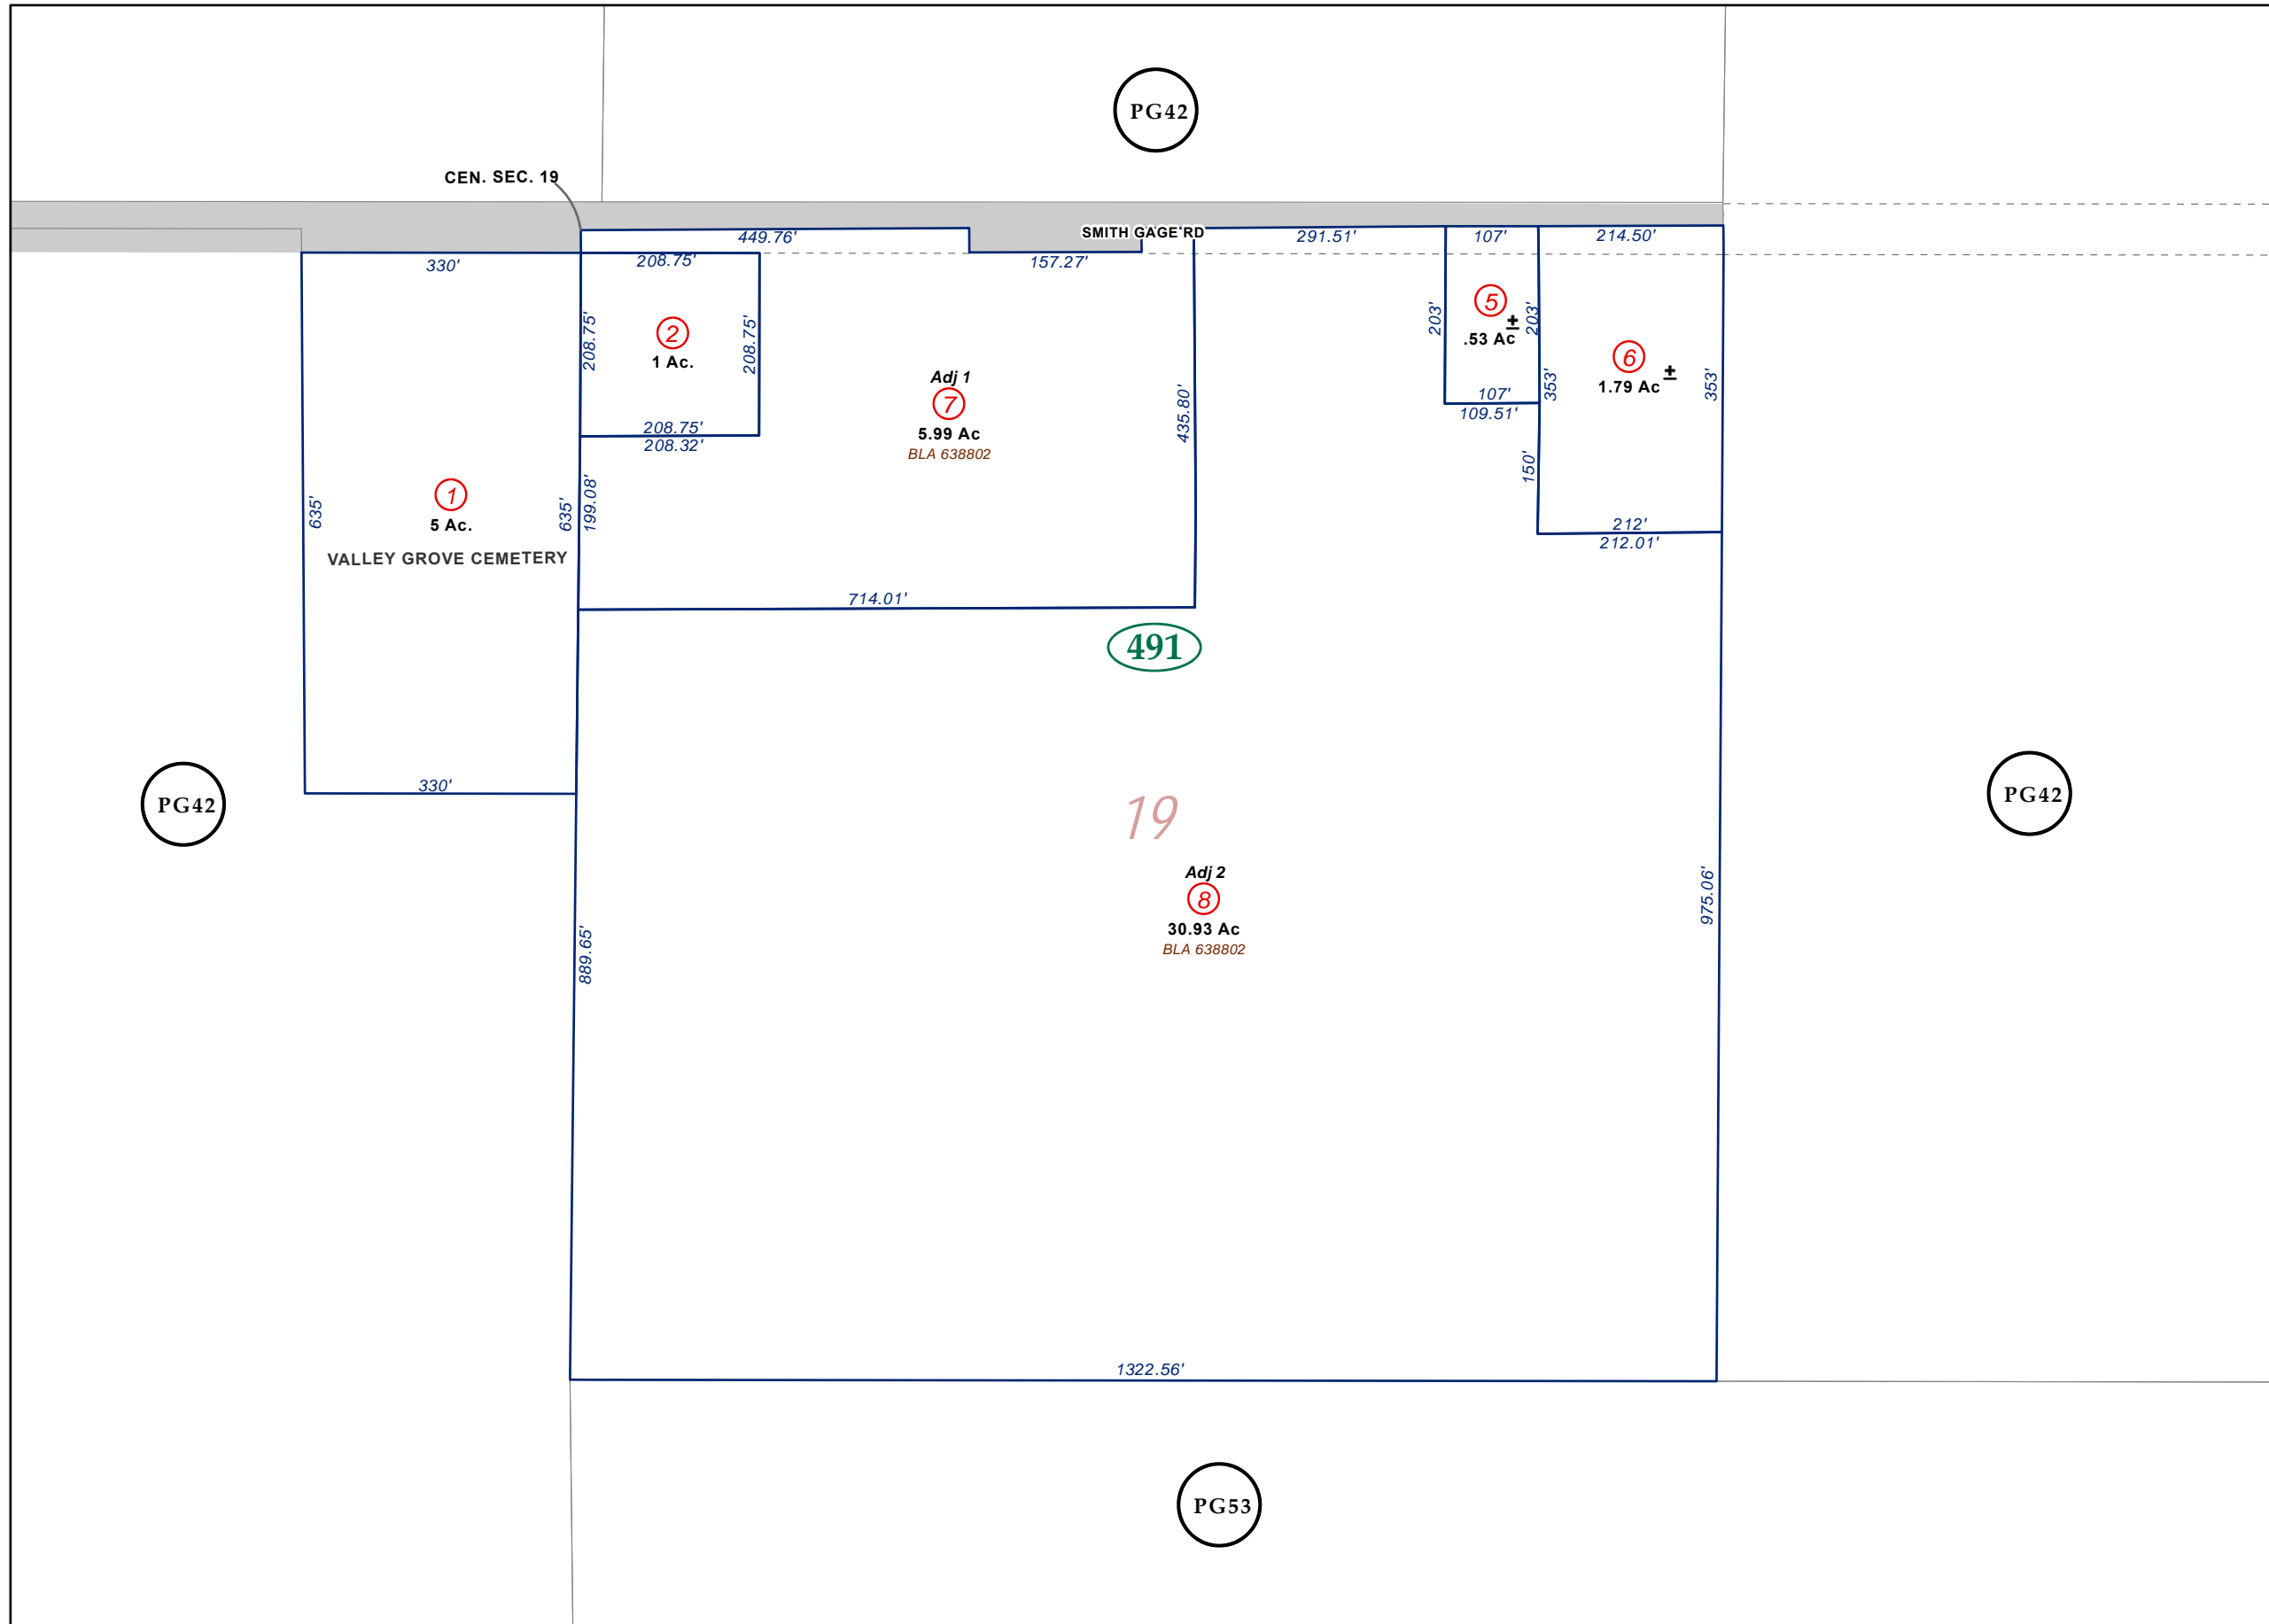 PG42
CEN. SEC. 19
SMITH GAGE RD
449.76'
291.51'
107'
214.50'
330'
208.75'
157.27'
208.75'
2
1 Ac.
208.75'
208.75'
208.32'
Adj 1
7
5.99 Ac
BLA 638802
435.80'
203'
5
±
.53 Ac
203'
107'
109.51'
353'
6
1.79 Ac ±
353'
150'
212'
212.01'
635'
1
5 Ac.
VALLEY GROVE CEMETERY
635'
199.08'
714.01'
491
330'
PG42
19
PG42
Adj 2
8
30.93 Ac
BLA 638802
889.65'
975.06'
1322.56'
PG53